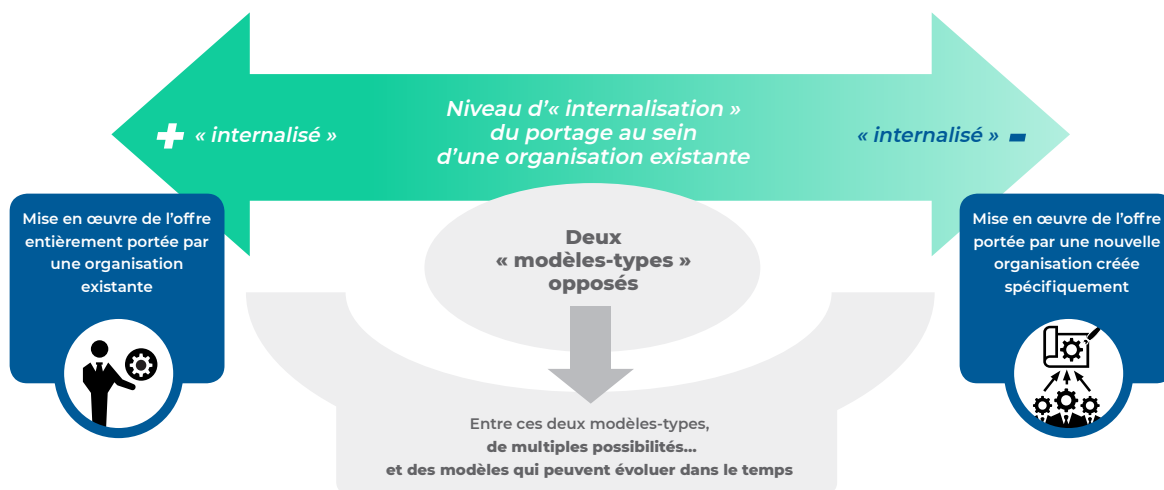 Niveau d’« internalisation »
du portage au sein
d’une organisation existante
+ « internalisé »
« internalisé » -
Mise en œuvre de l’offre
entièrement portée par
une organisation
existante
Deux
« modèles-types »
opposés
Mise en œuvre de l’offre
portée par une nouvelle
organisation créée
spécifiquement
Entre ces deux modèles-types,
de multiples possibilités...
et des modèles qui peuvent évoluer dans le temps